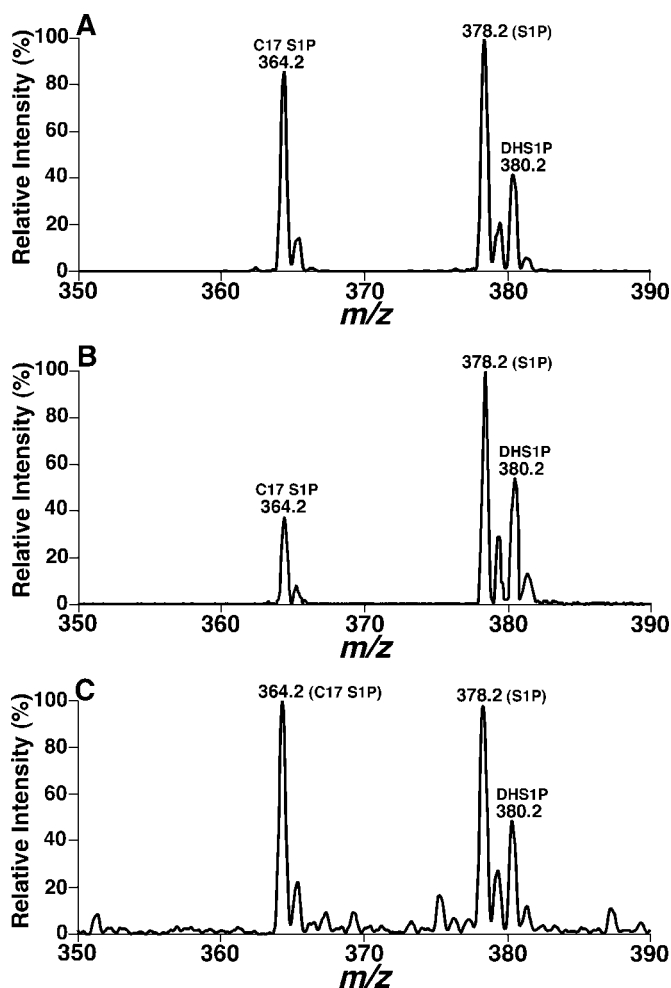 A
C17 S1P
364.2
378.2 (S1P)
DHS1P
380.2
Relative Intensity (%)
100
80
60
40
20
0
350
360
370
380
390
m/z
B
378.2 (S1P)
DHS1P
380.2
C17 S1P
364.2
Relative Intensity (%)
100
80
60
40
20
0
350
360
370
380
390
m/z
C
364.2 (C17 S1P)
378.2 (S1P)
DHS1P
380.2
Relative Intensity (%)
100
80
60
40
20
0
350
360
370
380
390
m/z